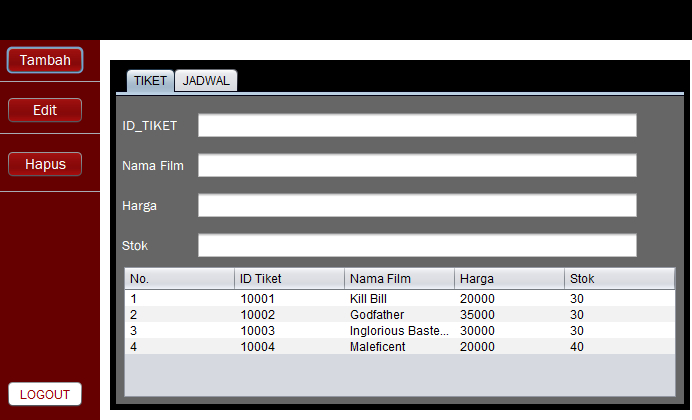 Tambah
Edit
Hapus
LOGOUT
TIKET JADWAL
ID_TIKET
Nama Film
Harga
Stok
No. ID Tiket Nama Film Harga Stok
1 10001 Kill Bill 20000 30
2 10002 Godfather 35000 30
3 10003 Inglorious Baste... 30000 30
4 10004 Maleficent 20000 40